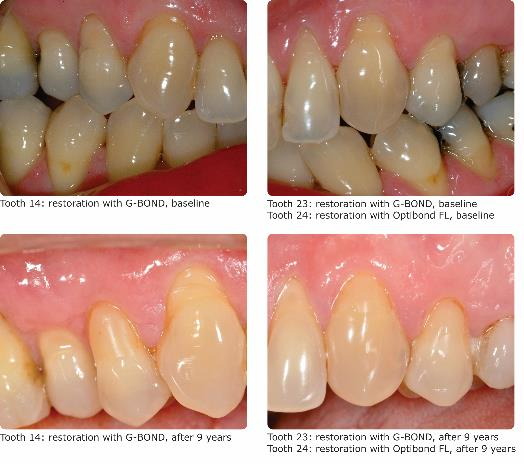 Tooth 14: restoration with G-BOND, baseline
Tooth 23: restoration with G-BOND, baseline
Tooth 24: restoration with Optibond FL, baseline
Tooth 14: restoration with G-BOND, after 9 years
Tooth 23: restoration with G-BOND, after 9 years
Tooth 24: restoration with Optibond FL, after 9 years